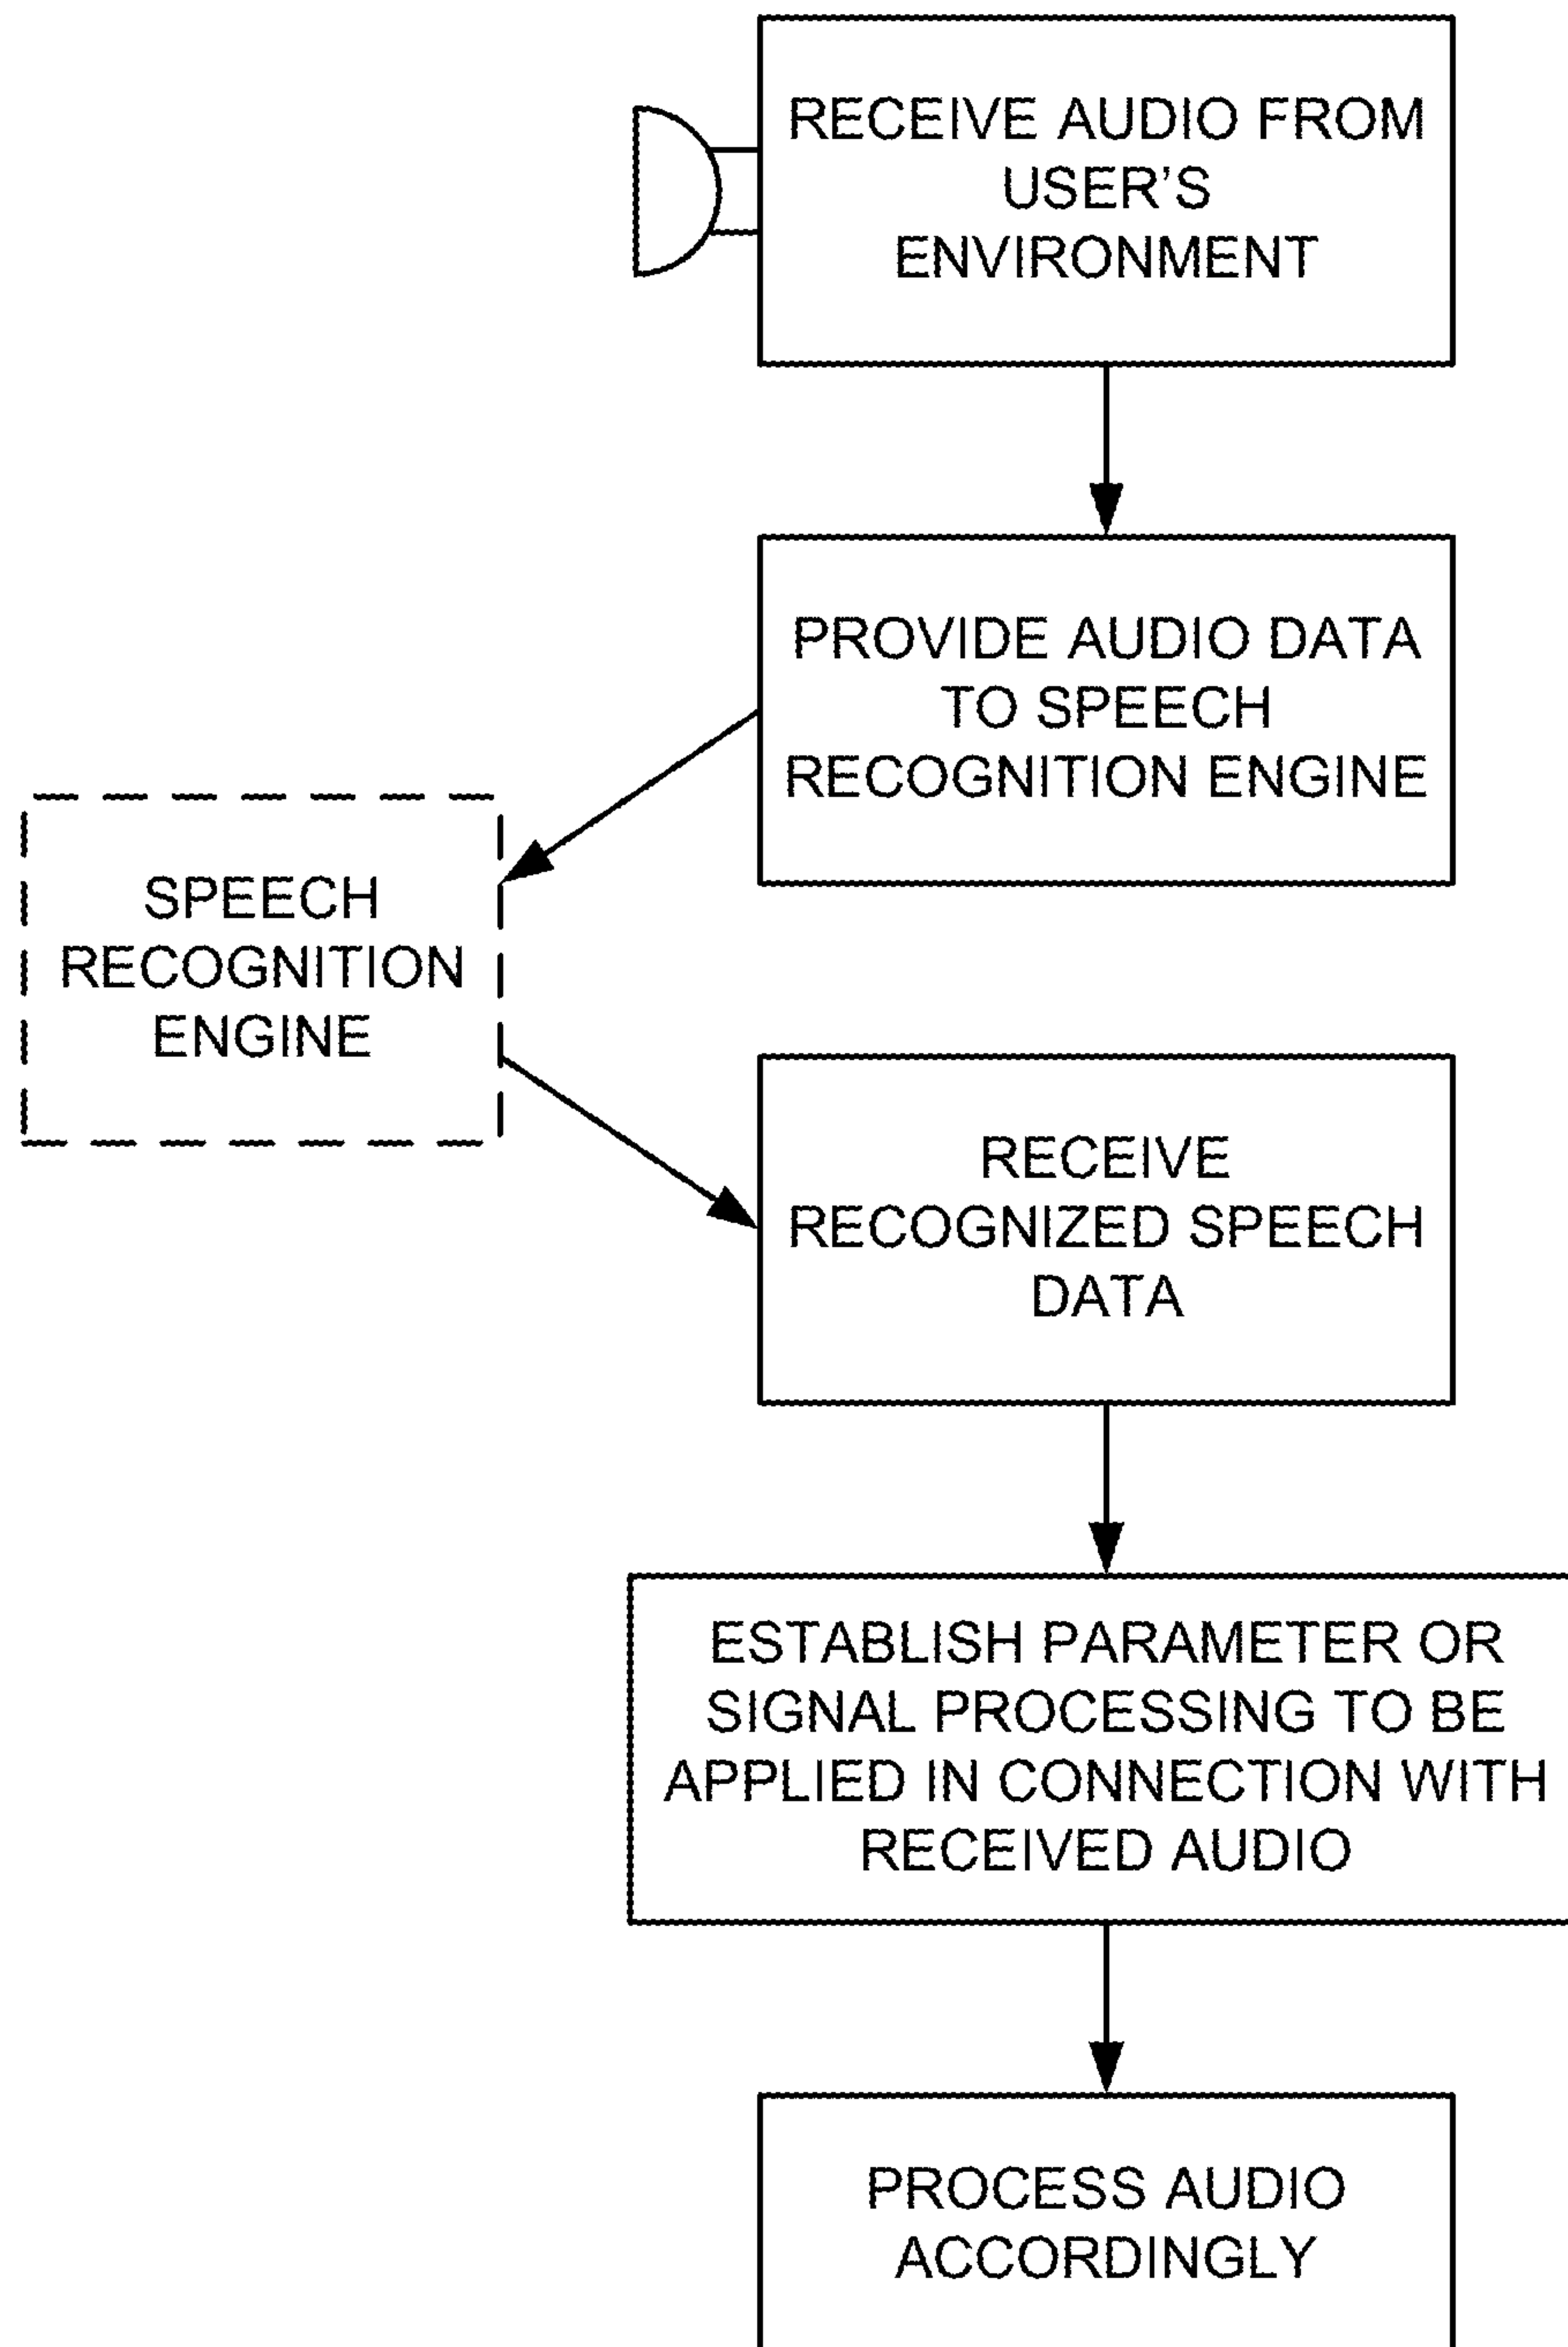 RECEIVE AUDIO FROM
USER'S
ENVIRONMENT
PROVIDE AUDIO DATA
TO SPEECH
RECOGNITION ENGINE
SPEECH
RECOGNITION
ENGINE
RECEIVE
RECOGNIZED SPEECH
DATA
ESTABLISH PARAMETER OR
SIGNAL PROCESSING TO BE
APPLIED IN CONNECTION WITH
RECEIVED AUDIO
PROCESS AUDIO
ACCORDINGLY